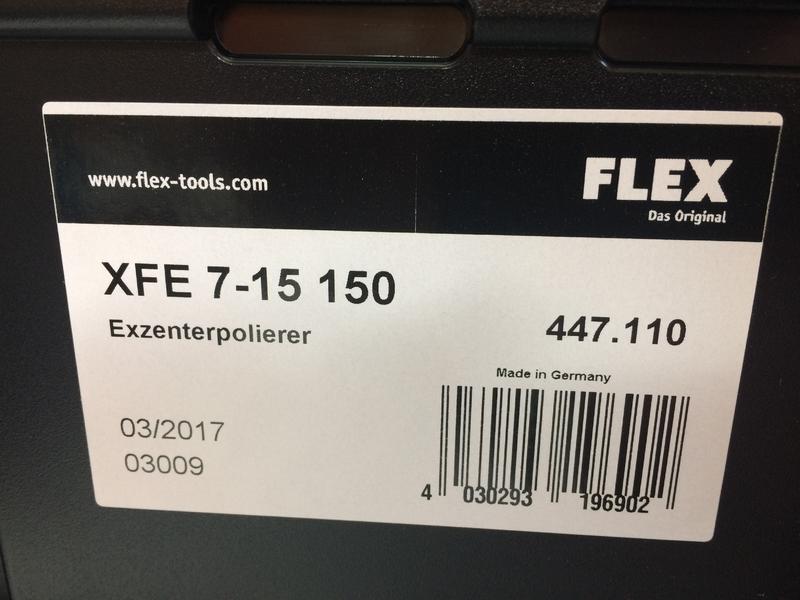 www.flex-tools.com
FLEX
Das Original
XFE 7-15 150
Exzenterpolierer
447.110
Made in Germany
03/2017
03009
4 030293 196902